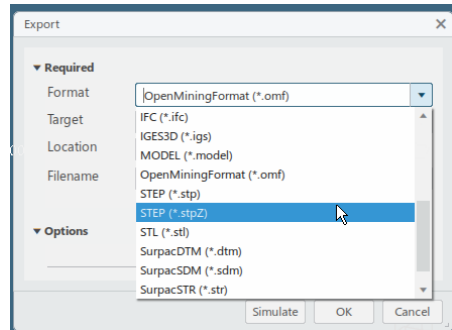 Export
Required
Format
OpenMiningFormat (*.omf)
Target
Location
Filename
IFC (*.ifc)
IGES3D (*.igs)
MODEL (*.model)
OpenMiningFormat (*.omf)
STEP (*.stp)
STEP (*.stpZ)
STL (*.stl)
SurpacDTM (*.dtm)
SurpacSDM (*.sdm)
SurpacSTR (*.str)
Options
Simulate
OK
Cancel